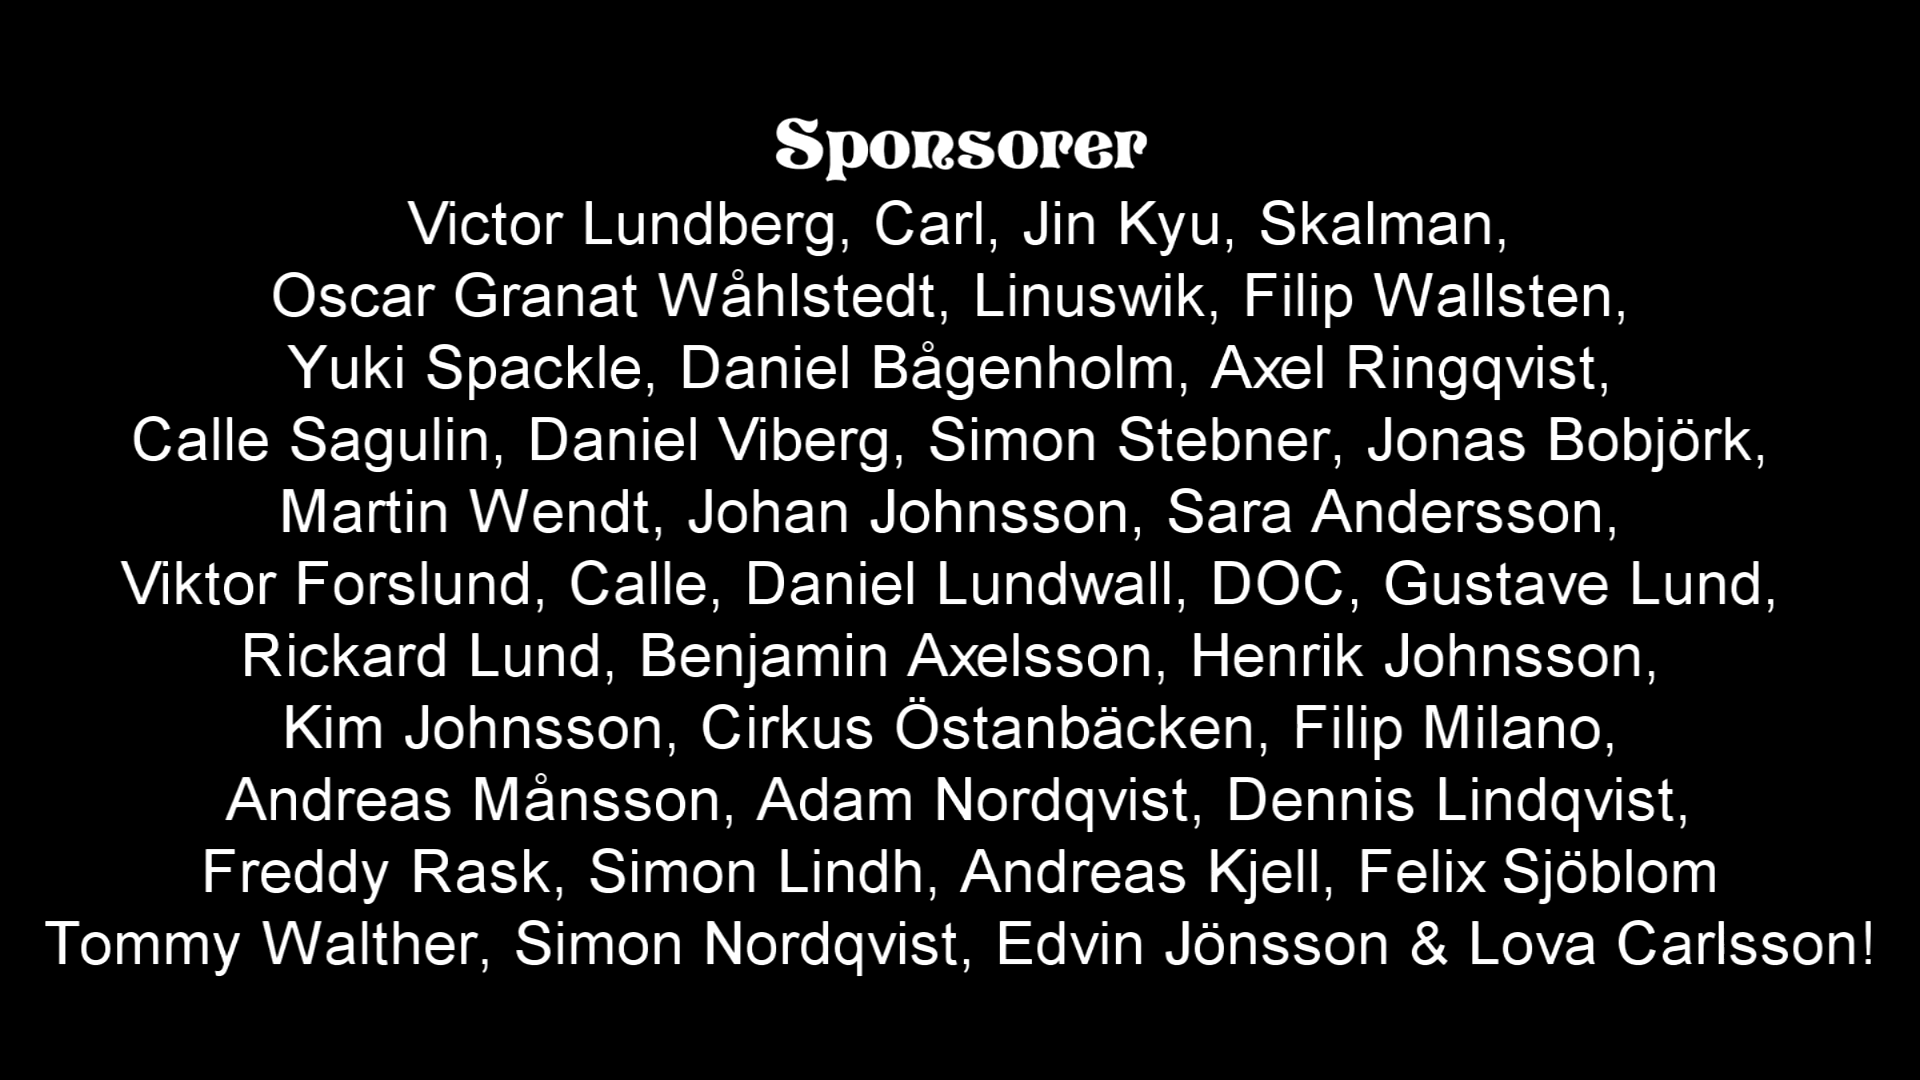 Sponsorer
Victor Lundberg, Carl, Jin Kyu, Skalman,
Oscar Granat Wåhlstedt, Linuswik, Filip Wallsten,
Yuki Spackle, Daniel Bågenholm, Axel Ringqvist,
Calle Sagulin, Daniel Viberg, Simon Stebner, Jonas Bobjörk,
Martin Wendt, Johan Johnsson, Sara Andersson,
Viktor Forslund, Calle, Daniel Lundwall, DOC, Gustave Lund,
Rickard Lund, Benjamin Axelsson, Henrik Johnsson,
Kim Johnsson, Cirkus Östanbäcken, Filip Milano,
Andreas Månsson, Adam Nordqvist, Dennis Lindqvist,
Freddy Rask, Simon Lindh, Andreas Kjell, Felix Sjöblom
Tommy Walther, Simon Nordqvist, Edvin Jönsson & Lova Carlsson!